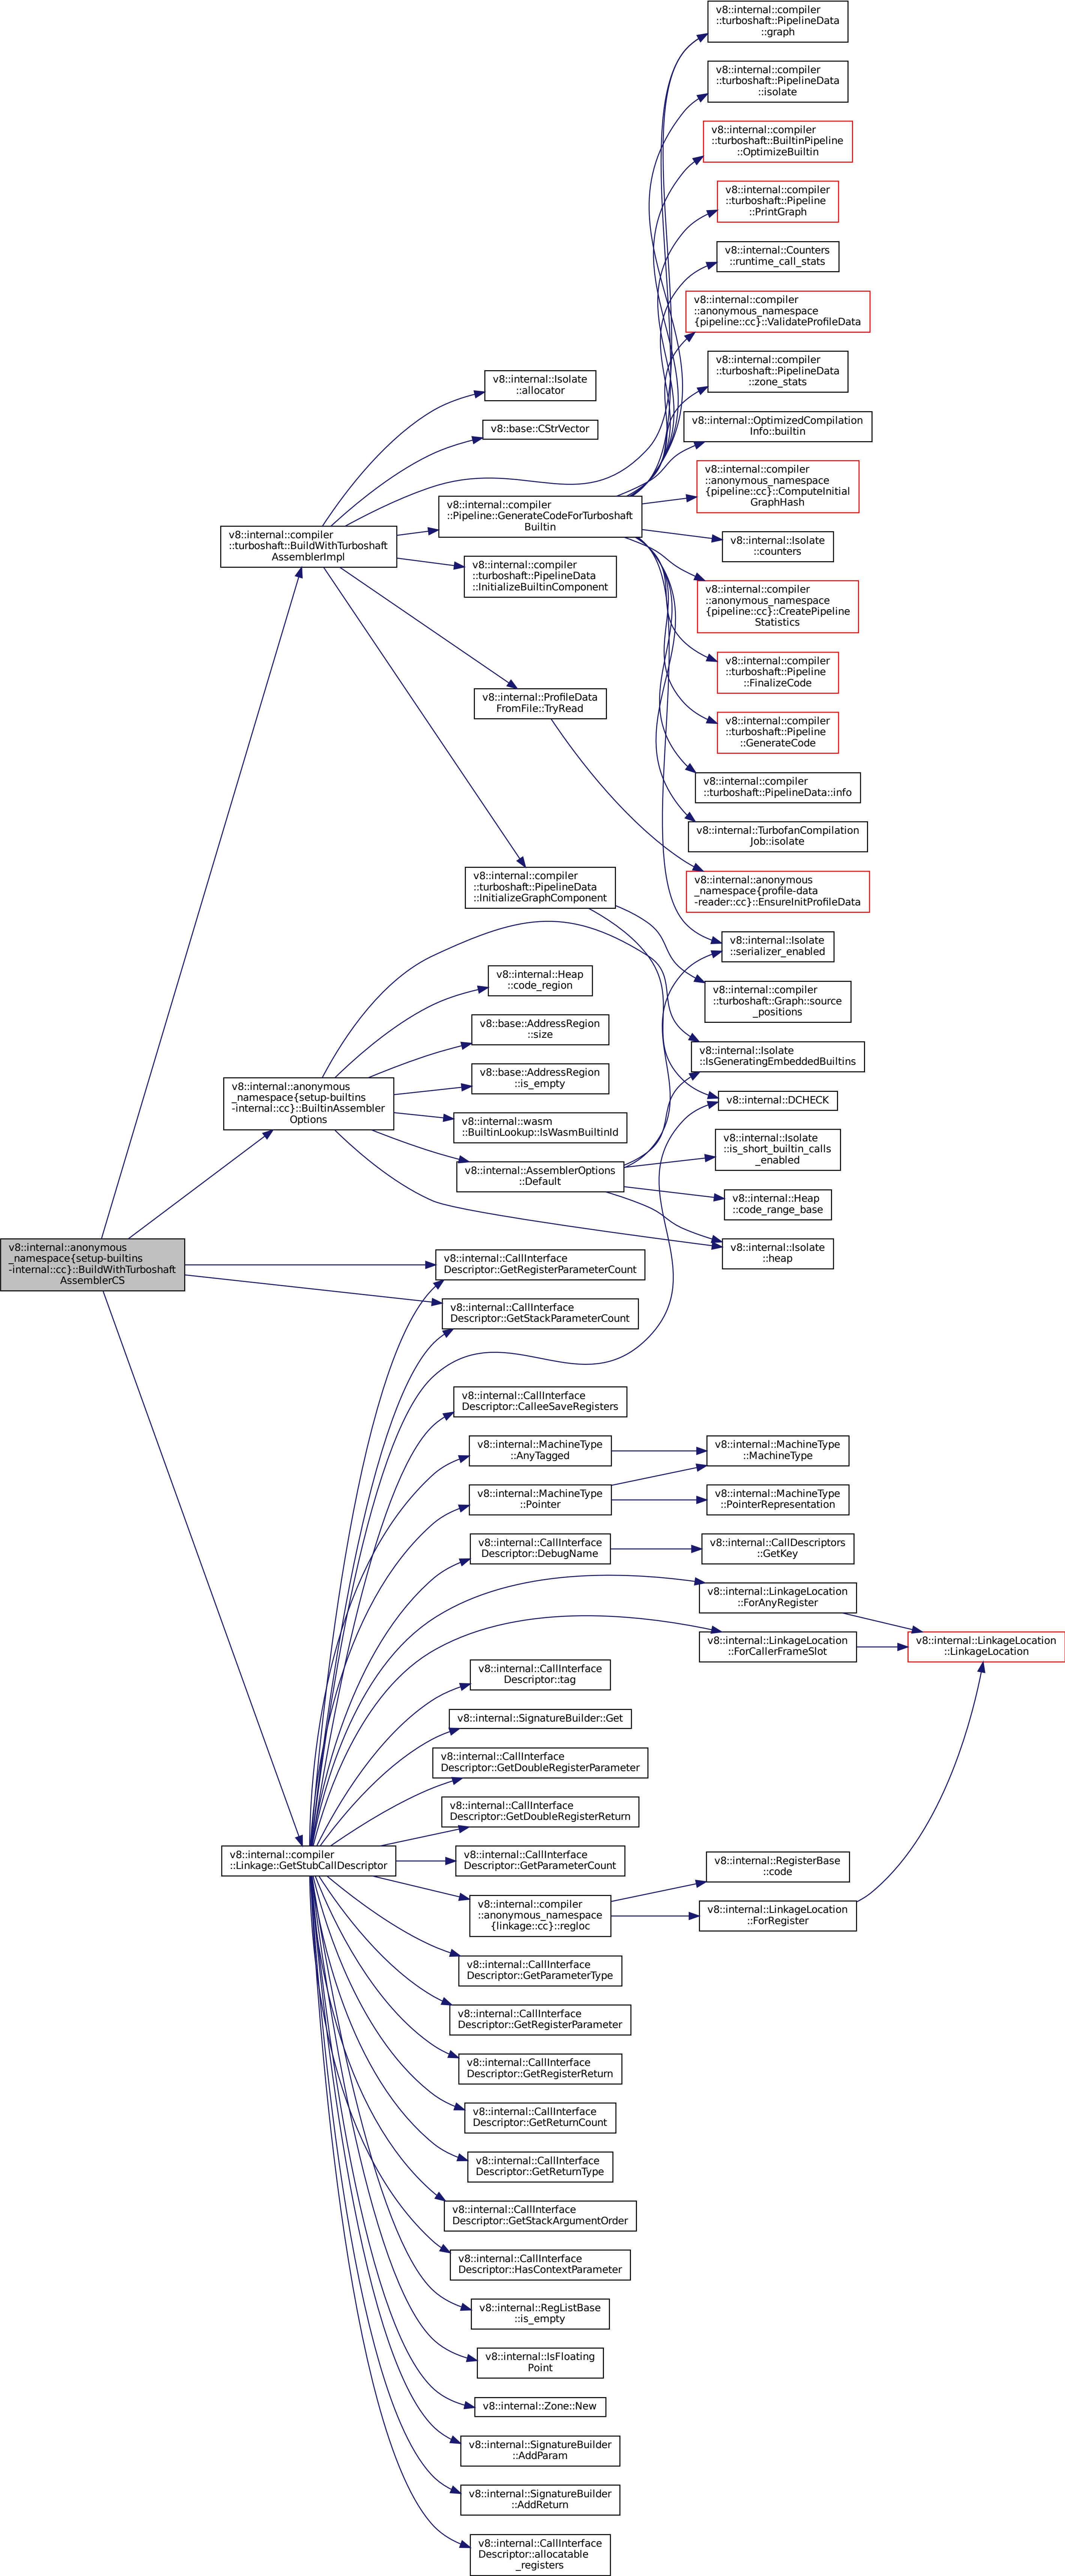 v8::internal::compiler
::turboshaft::PipelineData
::graph
v8::internal::compiler
::turboshaft::PipelineData
::isolate
v8::internal::compiler
::turboshaft::BuiltinPipeline
::OptimizeBuiltin
v8::internal::compiler
::turboshaft::Pipeline
::PrintGraph
v8::internal::Counters
::runtime_call_stats
v8::internal::compiler
::anonymous_namespace
{pipeline::cc}::ValidateProfileData
v8::internal::compiler
::turboshaft::PipelineData
::zone_stats
v8::internal::Isolate
::allocator
v8::internal::OptimizedCompilation
Info::builtin
v8::base::CStrVector
v8::internal::compiler
::anonymous_namespace
{pipeline::cc}::ComputeInitial
GraphHash
v8::internal::compiler
::Pipeline::GenerateCodeForTurboshaft
Builtin
v8::internal::compiler
::turboshaft::BuildWithTurboshaft
AssemblerImpl
v8::internal::Isolate
::counters
v8::internal::compiler
::turboshaft::PipelineData
::InitializeBuiltinComponent
v8::internal::compiler
::anonymous_namespace
{pipeline::cc}::CreatePipeline
Statistics
v8::internal::compiler
::turboshaft::Pipeline
::FinalizeCode
v8::internal::ProfileData
FromFile::TryRead
v8::internal::compiler
::turboshaft::Pipeline
::GenerateCode
v8::internal::compiler
::turboshaft::PipelineData::info
v8::internal::TurbofanCompilation
Job::isolate
v8::internal::compiler
::turboshaft::PipelineData
::InitializeGraphComponent
v8::internal::anonymous
_namespace{profile-data
-reader::cc}::EnsureInitProfileData
v8::internal::Isolate
::serializer_enabled
v8::internal::Heap
::code_region
v8::internal::compiler
::turboshaft::Graph::source
_positions
v8::base::AddressRegion
::size
v8::internal::Isolate
::IsGeneratingEmbeddedBuiltins
v8::base::AddressRegion
::is_empty
v8::internal::anonymous
_namespace{setup-builtins
-internal::cc}::BuiltinAssembler
Options
v8::internal::DCHECK
v8::internal::wasm
::BuiltinLookup::IsWasmBuiltinId
v8::internal::Isolate
::is_short_builtin_calls
_enabled
v8::internal::AssemblerOptions
::Default
v8::internal::Heap
::code_range_base
v8::internal::anonymous
_namespace{setup-builtins
-internal::cc}::BuildWithTurboshaft
AssemblerCS
v8::internal::Isolate
::heap
v8::internal::CallInterface
Descriptor::GetRegisterParameterCount
v8::internal::CallInterface
Descriptor::GetStackParameterCount
v8::internal::CallInterface
Descriptor::CalleeSaveRegisters
v8::internal::MachineType
::AnyTagged
v8::internal::MachineType
::MachineType
v8::internal::MachineType
::Pointer
v8::internal::MachineType
::PointerRepresentation
v8::internal::CallInterface
Descriptor::DebugName
v8::internal::CallDescriptors
::GetKey
v8::internal::LinkageLocation
::ForAnyRegister
v8::internal::LinkageLocation
::ForCallerFrameSlot
v8::internal::LinkageLocation
::LinkageLocation
v8::internal::CallInterface
Descriptor::tag
v8::internal::SignatureBuilder::Get
v8::internal::CallInterface
Descriptor::GetDoubleRegisterParameter
v8::internal::CallInterface
Descriptor::GetDoubleRegisterReturn
v8::internal::compiler
::Linkage::GetStubCallDescriptor
v8::internal::CallInterface
Descriptor::GetParameterCount
v8::internal::RegisterBase
::code
v8::internal::compiler
::anonymous_namespace
{linkage::cc}::regloc
v8::internal::LinkageLocation
::ForRegister
v8::internal::CallInterface
Descriptor::GetParameterType
v8::internal::CallInterface
Descriptor::GetRegisterParameter
v8::internal::CallInterface
Descriptor::GetRegisterReturn
v8::internal::CallInterface
Descriptor::GetReturnCount
v8::internal::CallInterface
Descriptor::GetReturnType
v8::internal::CallInterface
Descriptor::GetStackArgumentOrder
v8::internal::CallInterface
Descriptor::HasContextParameter
v8::internal::RegListBase
::is_empty
v8::internal::IsFloating
Point
v8::internal::Zone::New
v8::internal::SignatureBuilder
::AddParam
v8::internal::SignatureBuilder
::AddReturn
v8::internal::CallInterface
Descriptor::allocatable
_registers